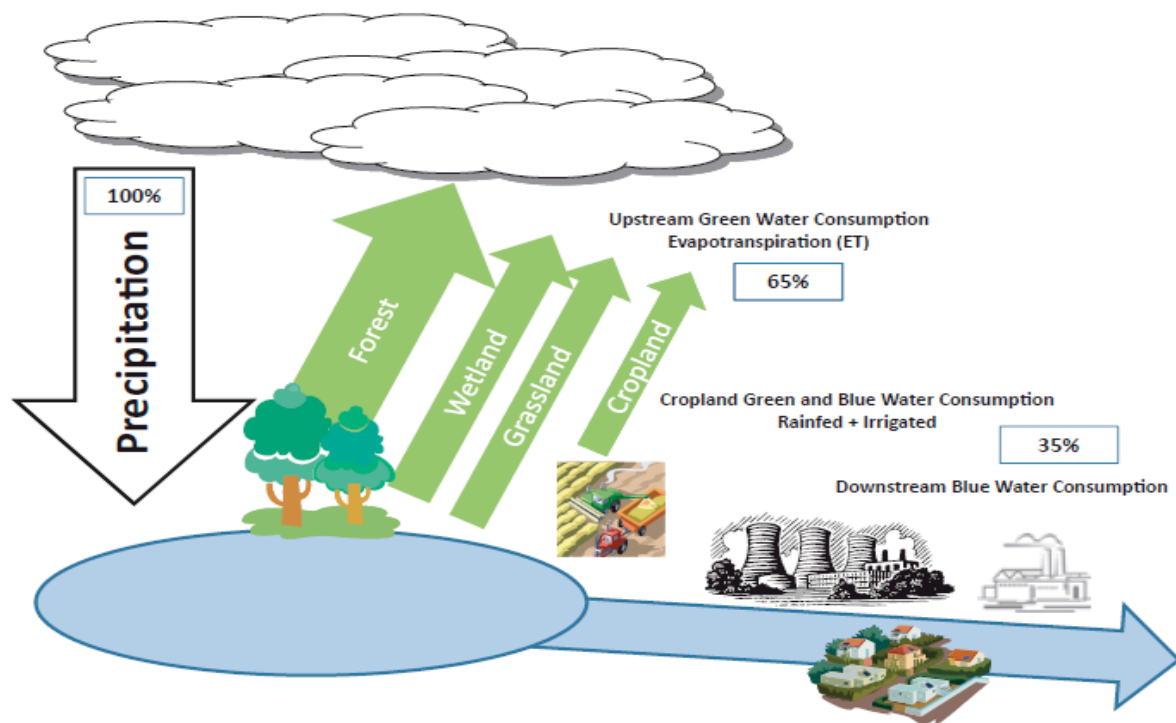 100%
Precipitation
Forest
Wetland
Grassland
Cropland
Upstream Green Water Consumption
Evapotranspiration (ET)
65%
Cropland Green and Blue Water Consumption
Rainfed + Irrigated
35%
Downstream Blue Water Consumption